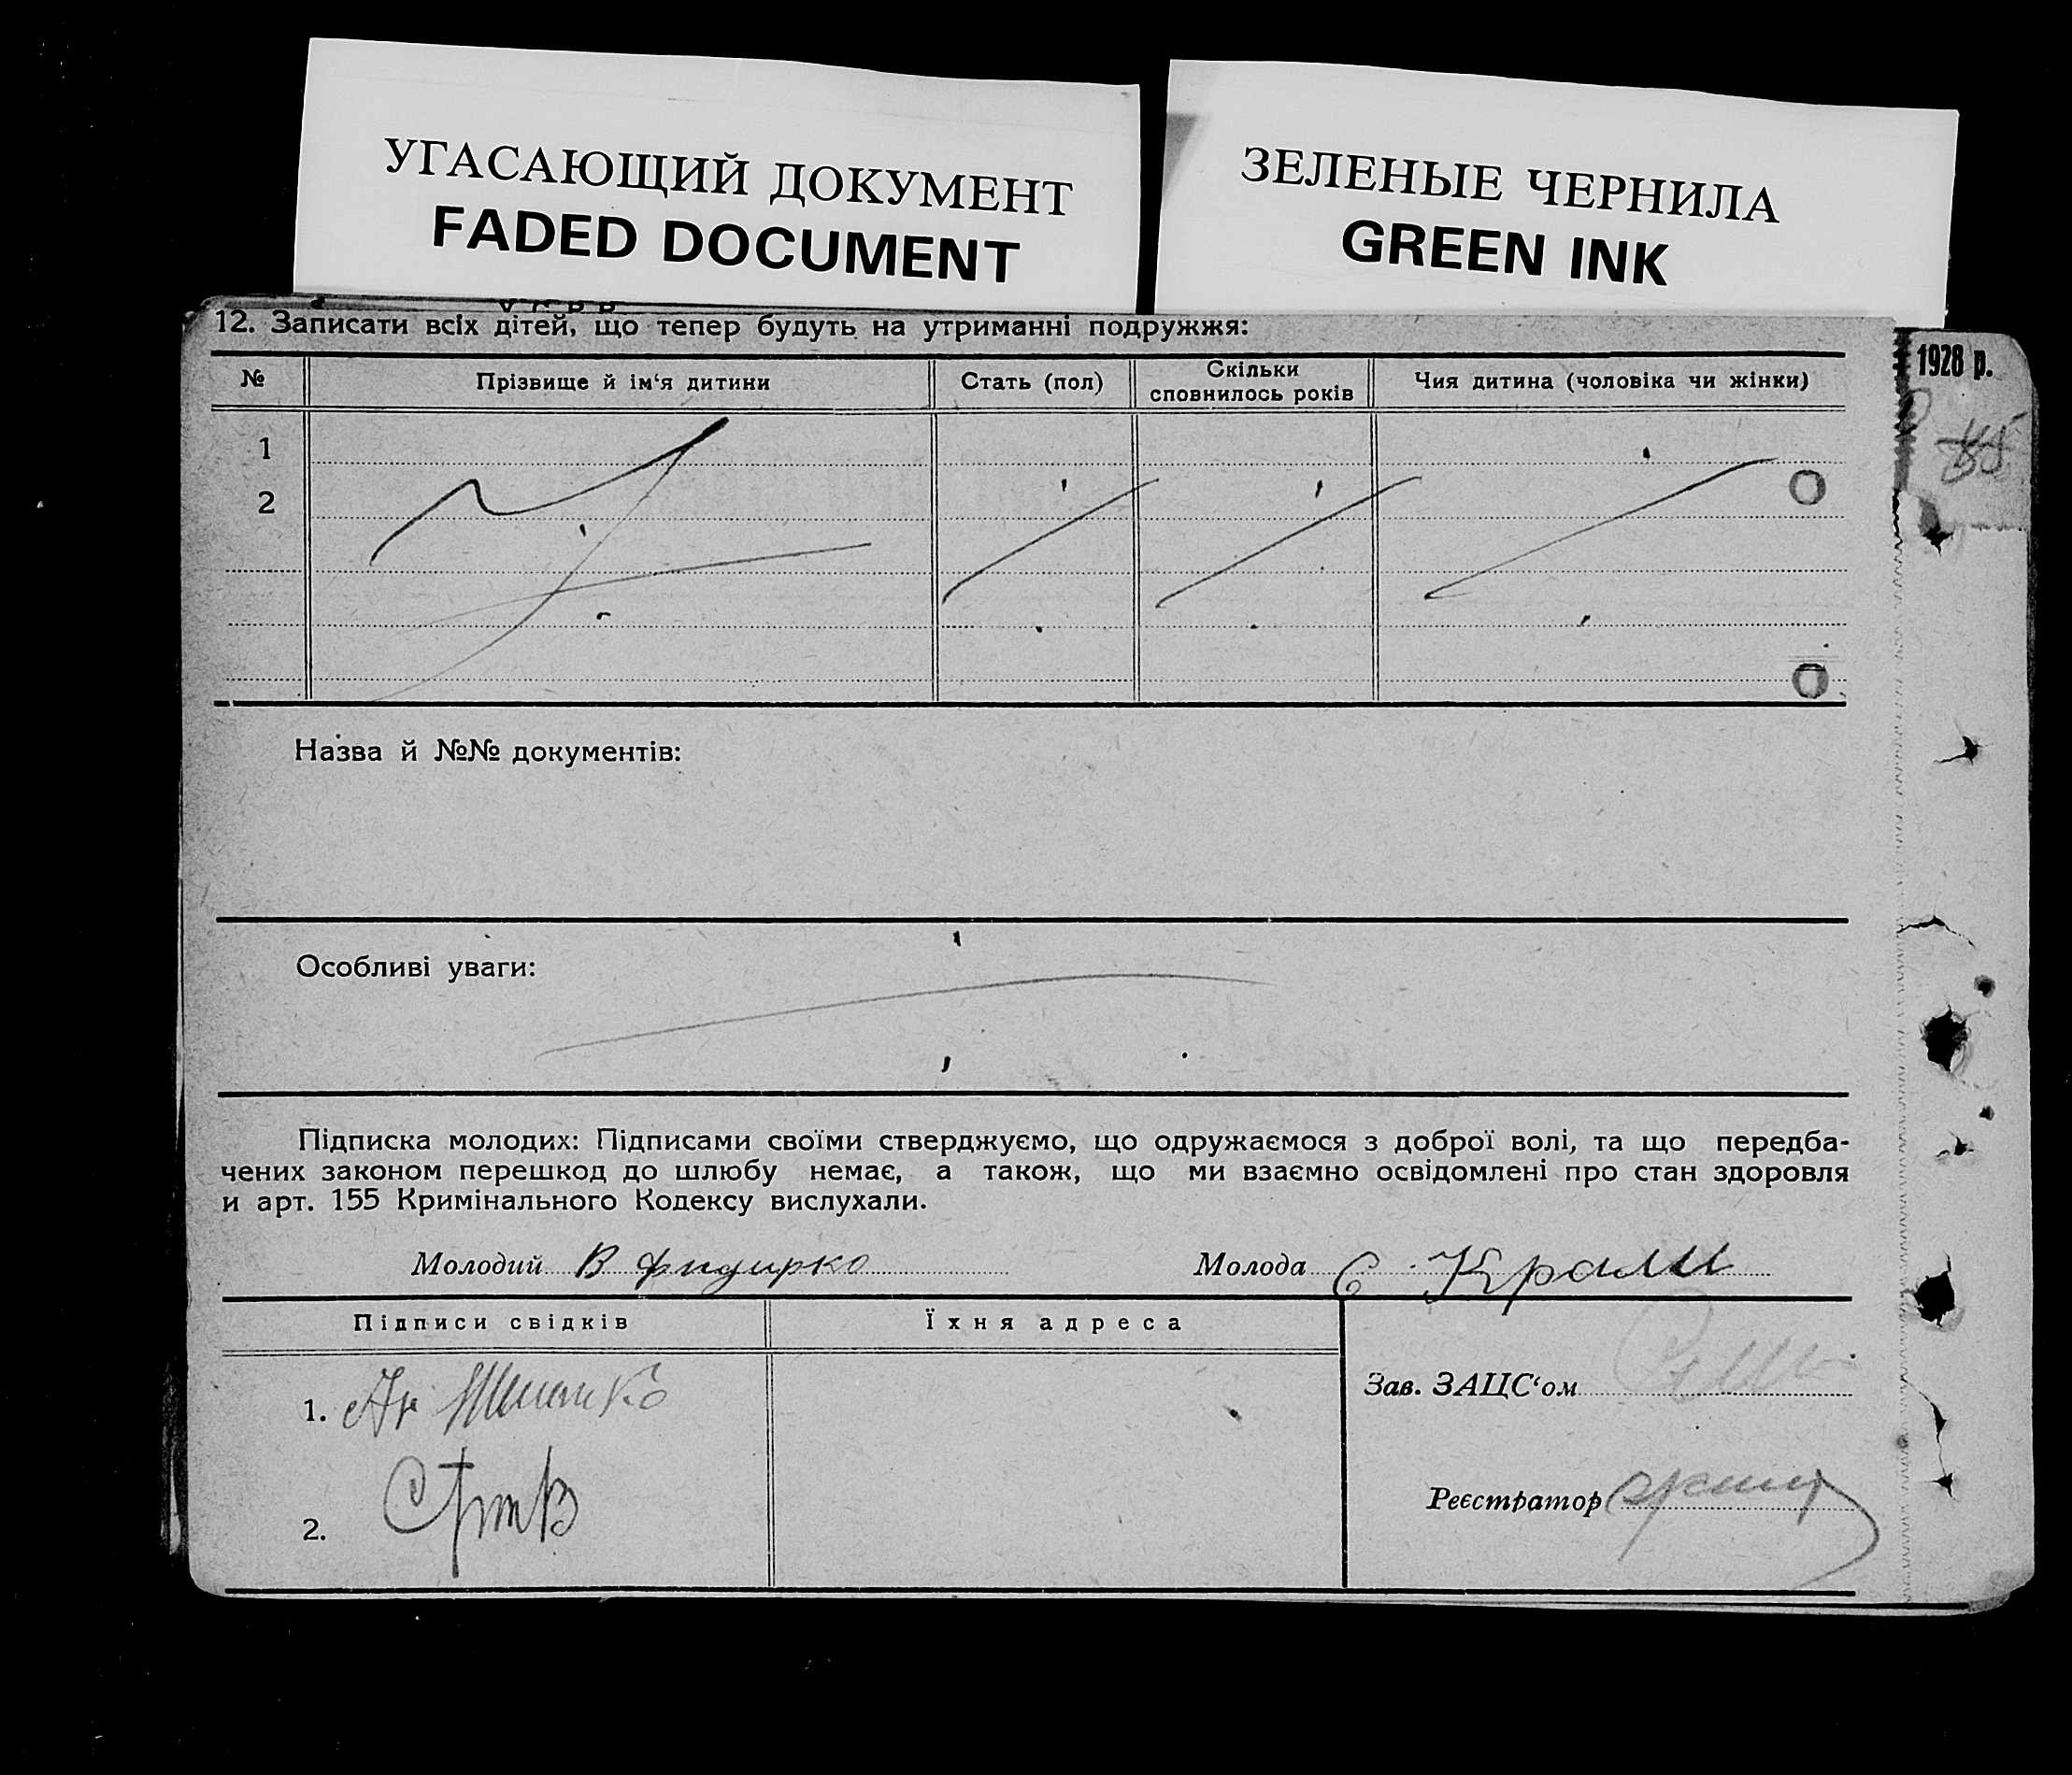 УГАСАЮЩИЙ ДОКУМЕНТ
FADED DOCUMENT
ЗЕЛЕНЫЕ ЧЕРНИЛА
GREEN INK
12. Записати всіх дітей, що тепер будуть на утриманні подружжя:
1928 р.
№ Прізвище й ім‘я дитини Стать (пол) Скільки сповнилось років Чия дитина (чоловіка чи жінки)
1
2
Назва й №№ документів:
Особливі уваги:
Підписка молодих: Підписами своїми стверджуємо, що одружаємося з доброї волі, та що передба-
чених законом перешкод до шлюбу немає, а також, що ми взаємно освідомлені про стан здоровля
и арт. 155 Кримінального Кодексу вислухали.
Молодий В Фидирко Молода Є
Підписи свідків Їхня адреса
Зав. ЗАЦС‘ом
1.
Реєстратор
2.